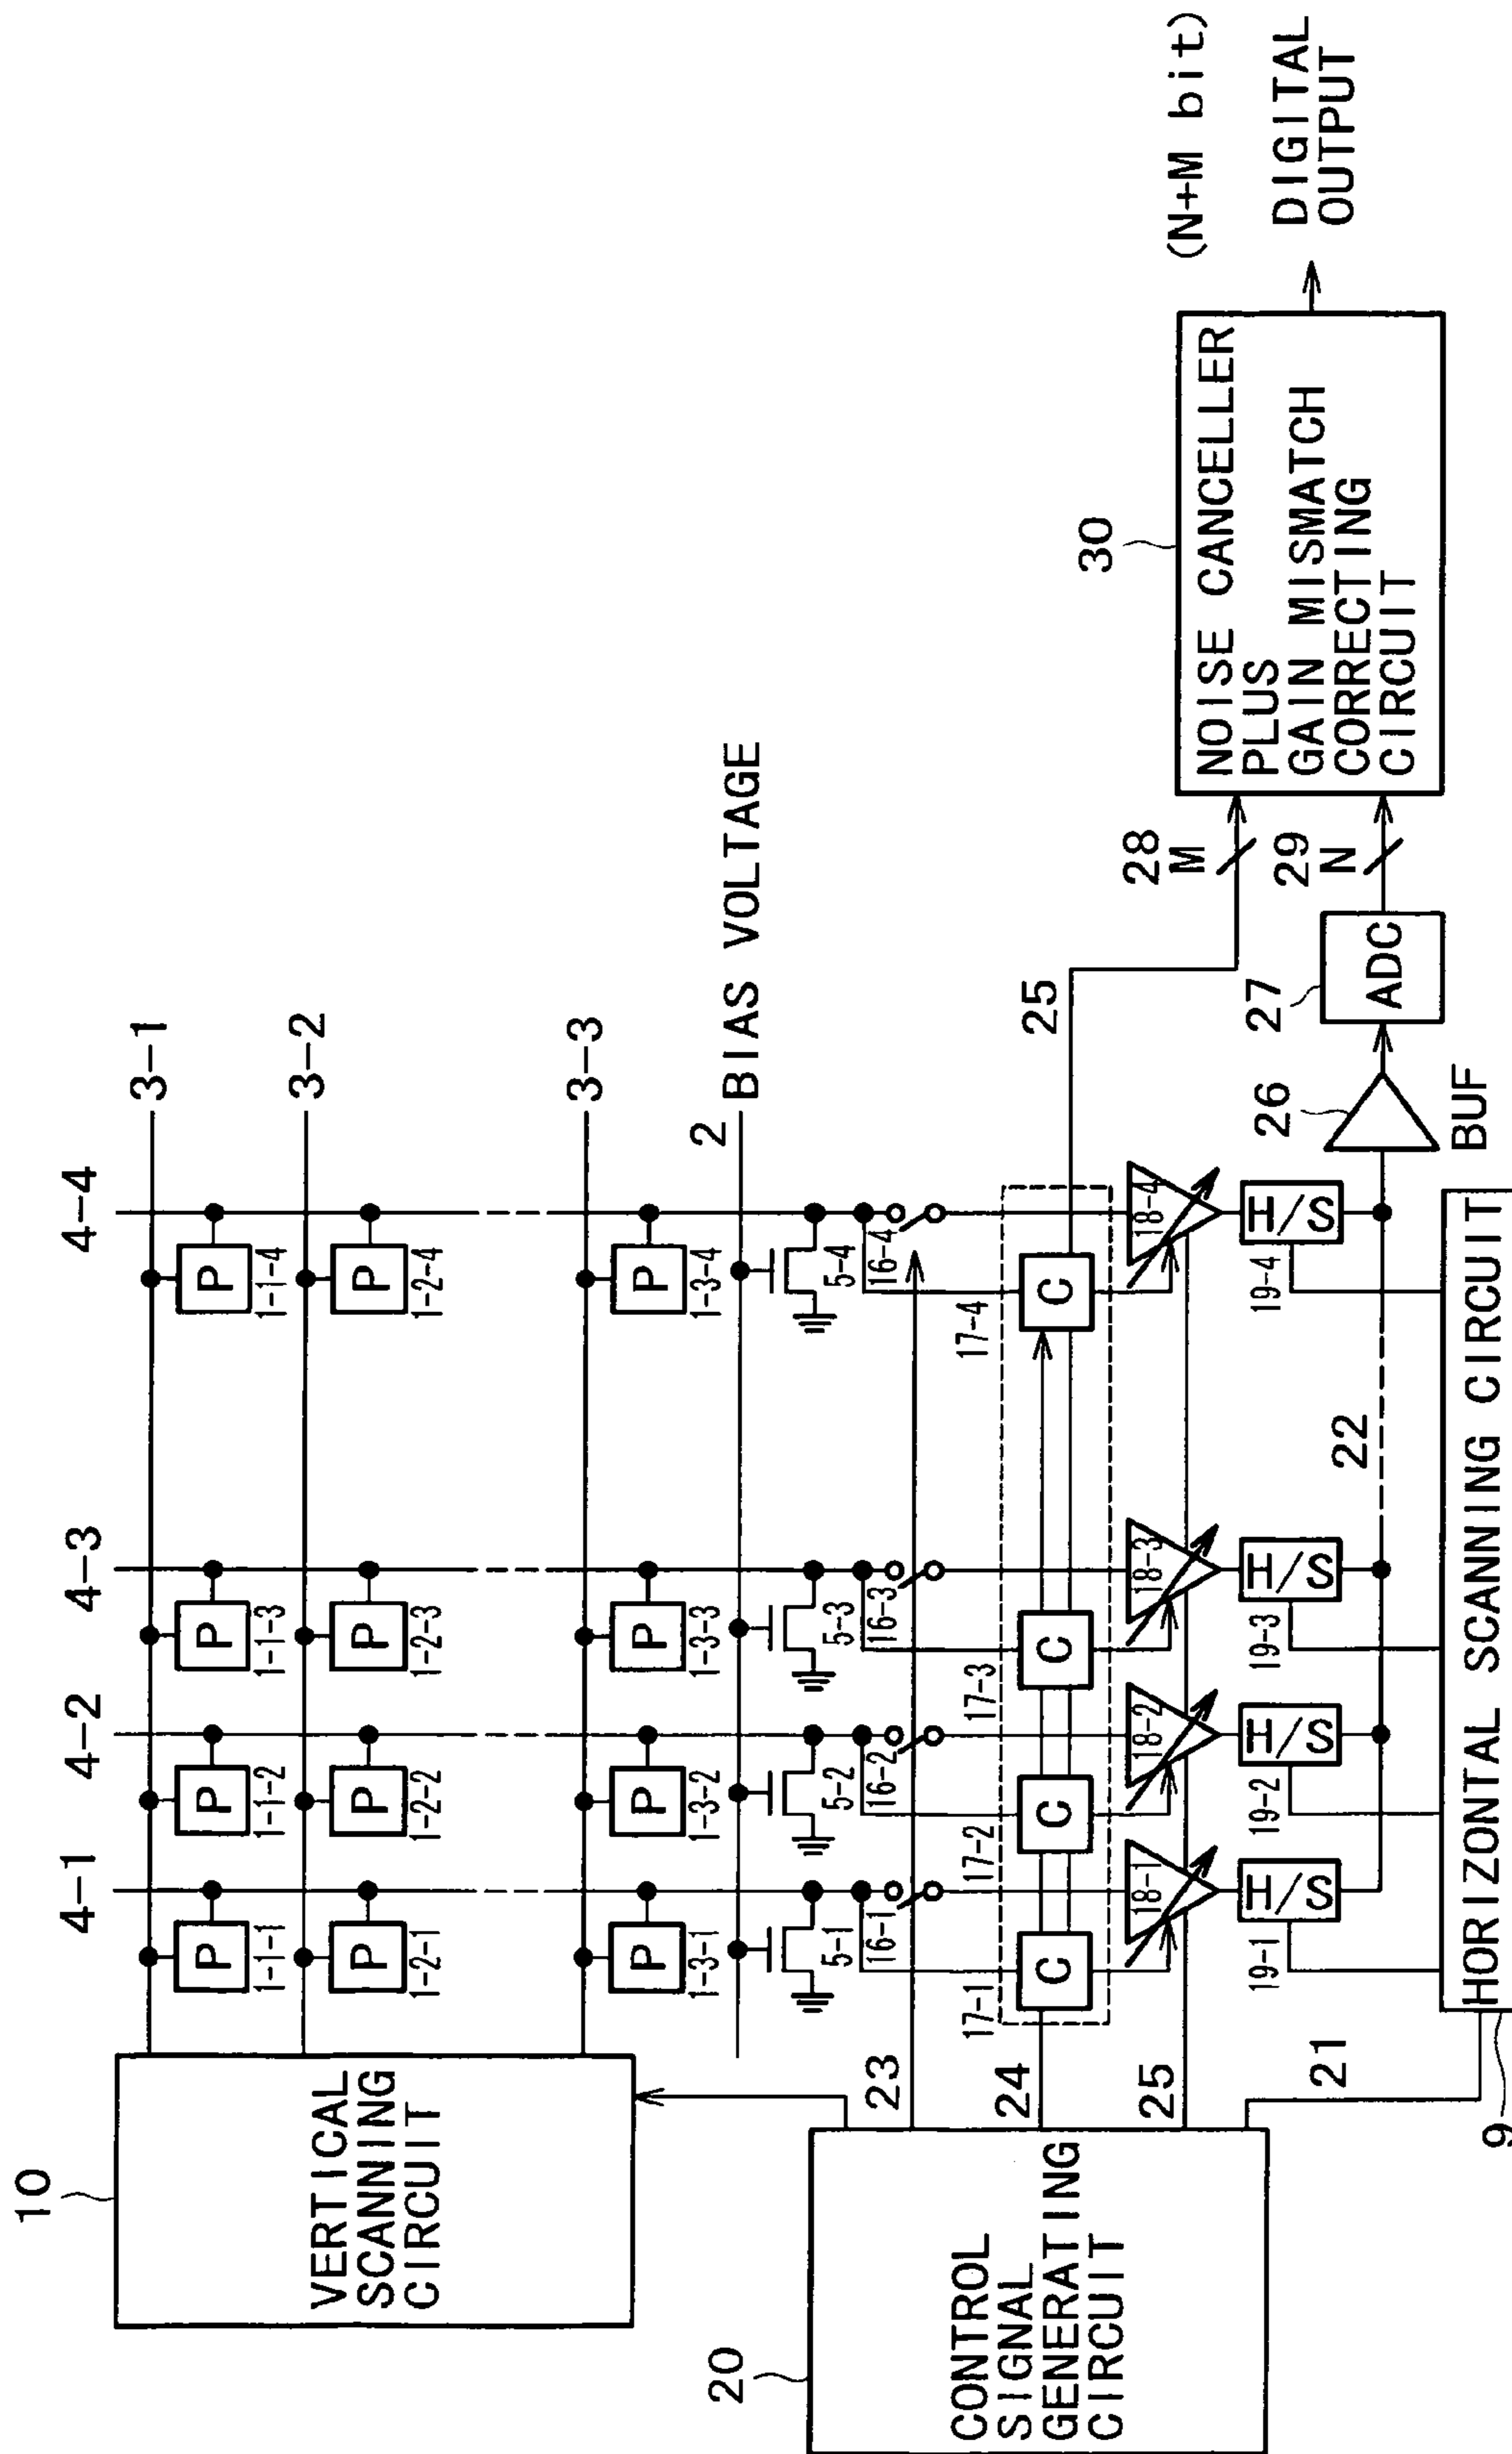 10
VERTICAL
SCANNING
CIRCUIT
4-1
4-2
4-3
4-4
3-1
P
1-1-1
P
1-1-2
P
1-1-3
P
1-1-4
3-2
P
1-2-1
P
1-2-2
P
1-2-3
P
1-2-4
3-3
P
1-3-1
P
1-3-2
P
1-3-3
P
1-3-4
2
BIAS VOLTAGE
5-1
5-2
5-3
5-4
16-1
16-2
16-3
16-4
20
CONTROL
SIGNAL
GENERATING
CIRCUIT
23
24
25
21
17-1
C
17-2
C
17-3
C
17-4
C
25
18-1
18-2
18-3
18-4
19-1
H/S
19-2
H/S
19-3
H/S
19-4
H/S
22
9
HORIZONTAL SCANNING CIRCUIT
26
BUF
27
ADC
28
M
29
N
30
NOISE CANCELLER
PLUS
GAIN MISMATCH
CORRECTING
CIRCUIT
(N+M bit)
DIGITAL
OUTPUT